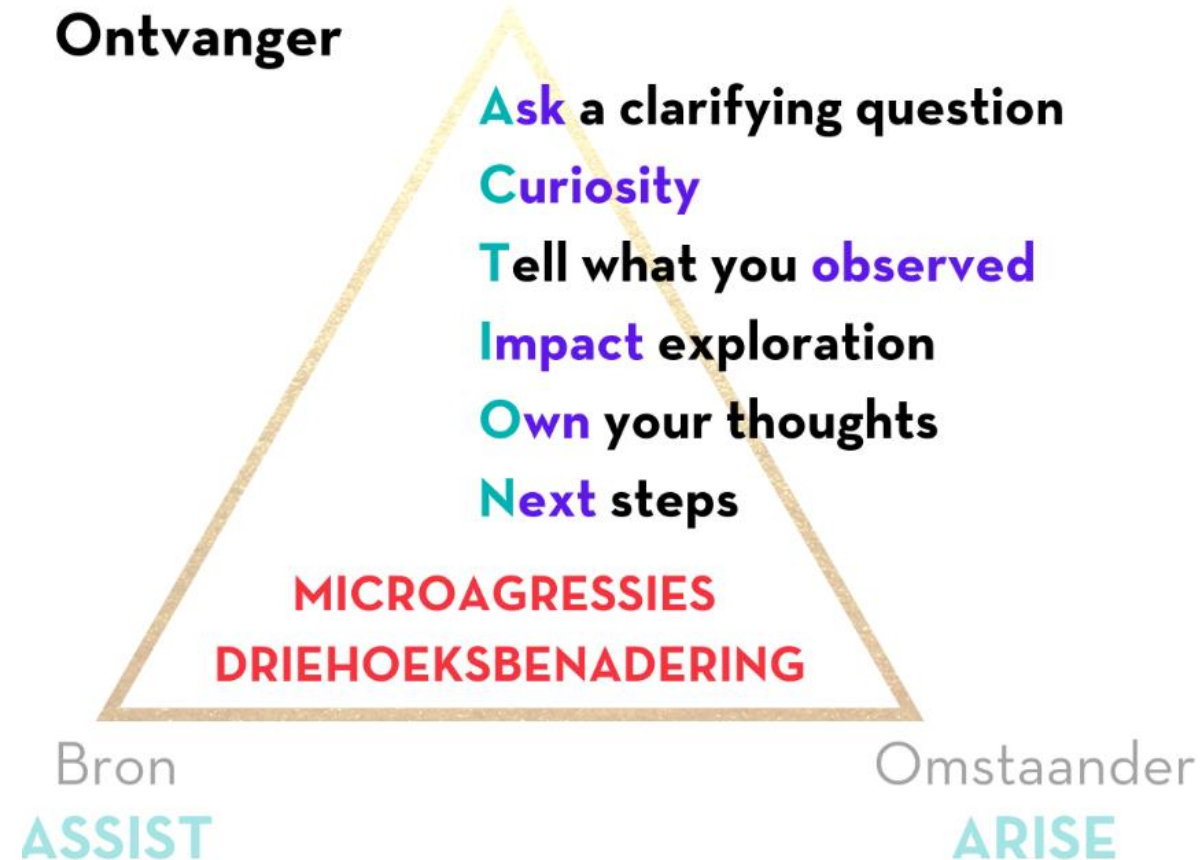 Ontvanger
Ask a clarifying question
Curiosity
Tell what you observed
Impact exploration
Own your thoughts
Next steps
MICROAGRESSIES
DRIEHOEKSBENADERING
Bron
Omstaander
ASSIST
ARISE